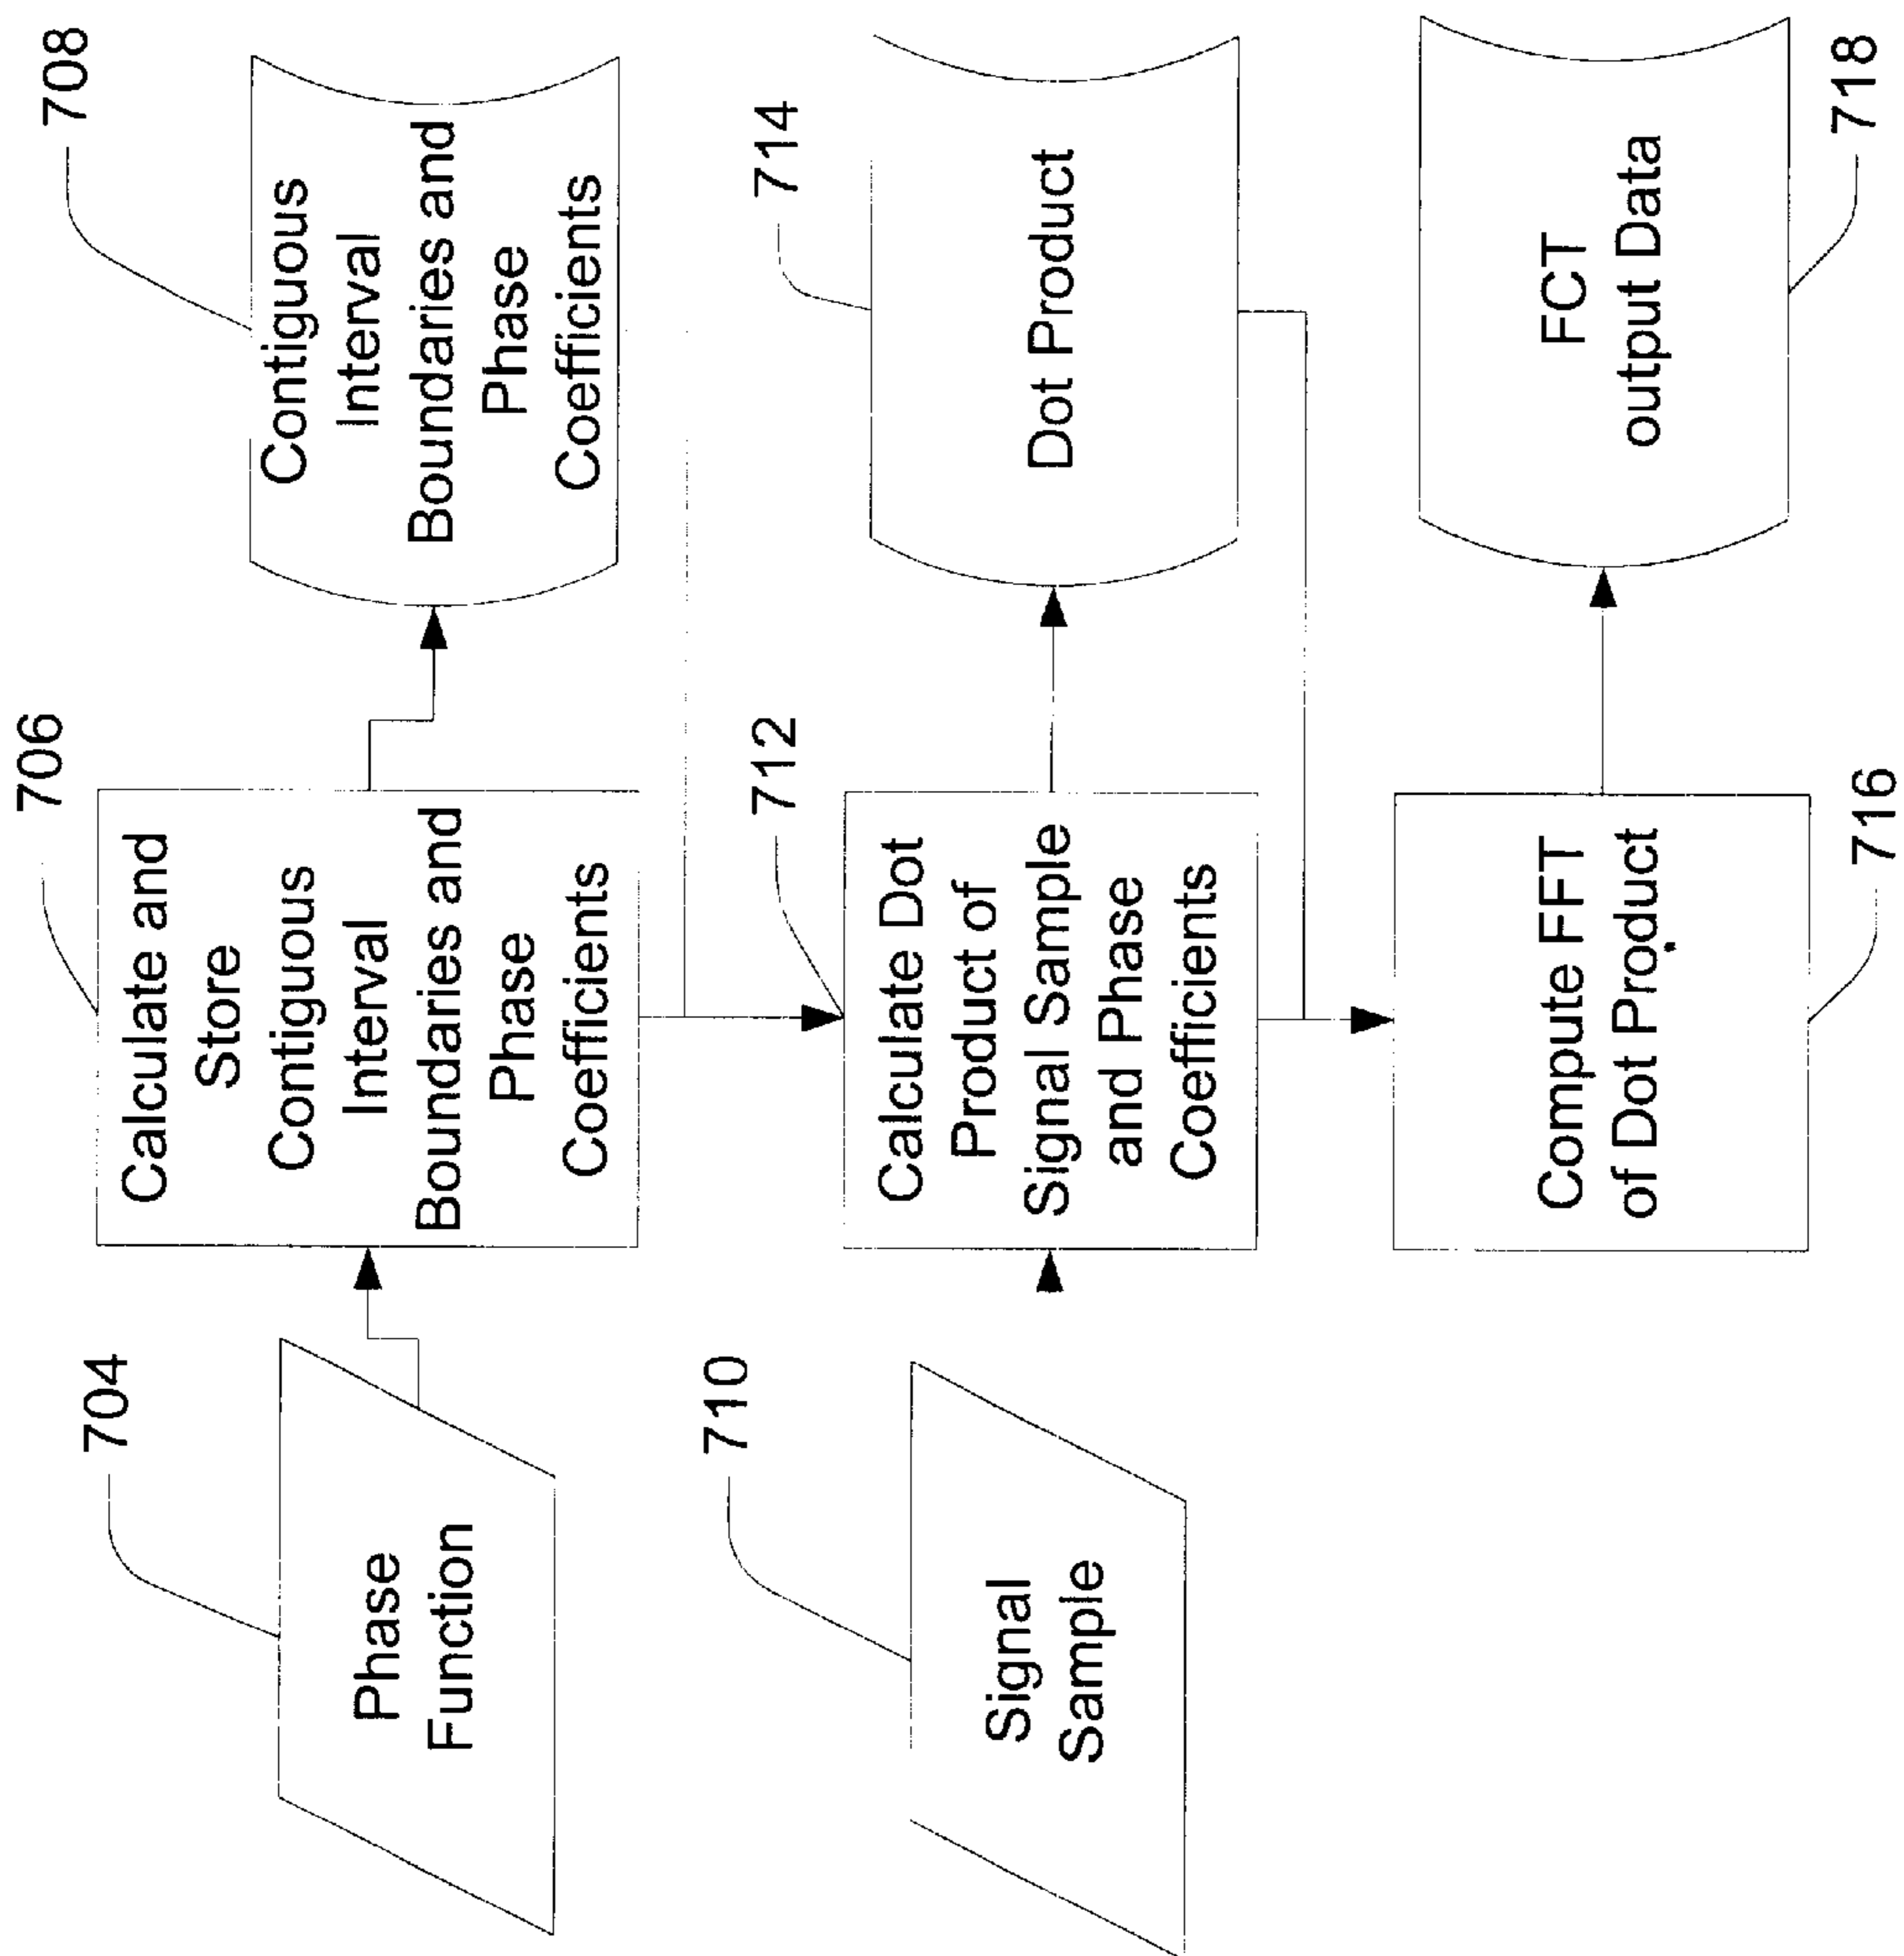 704
Phase
Function
706
Calculate and
Store
Contiguous
Interval
Boundaries and
Phase
Coefficients
708
Contiguous
Interval
Boundaries and
Phase
Coefficients
710
Signal
Sample
712
Calculate Dot
Product of
Signal Sample
and Phase
Coefficients
714
Dot Product
716
Compute FFT
of Dot Product
718
FCT
output Data